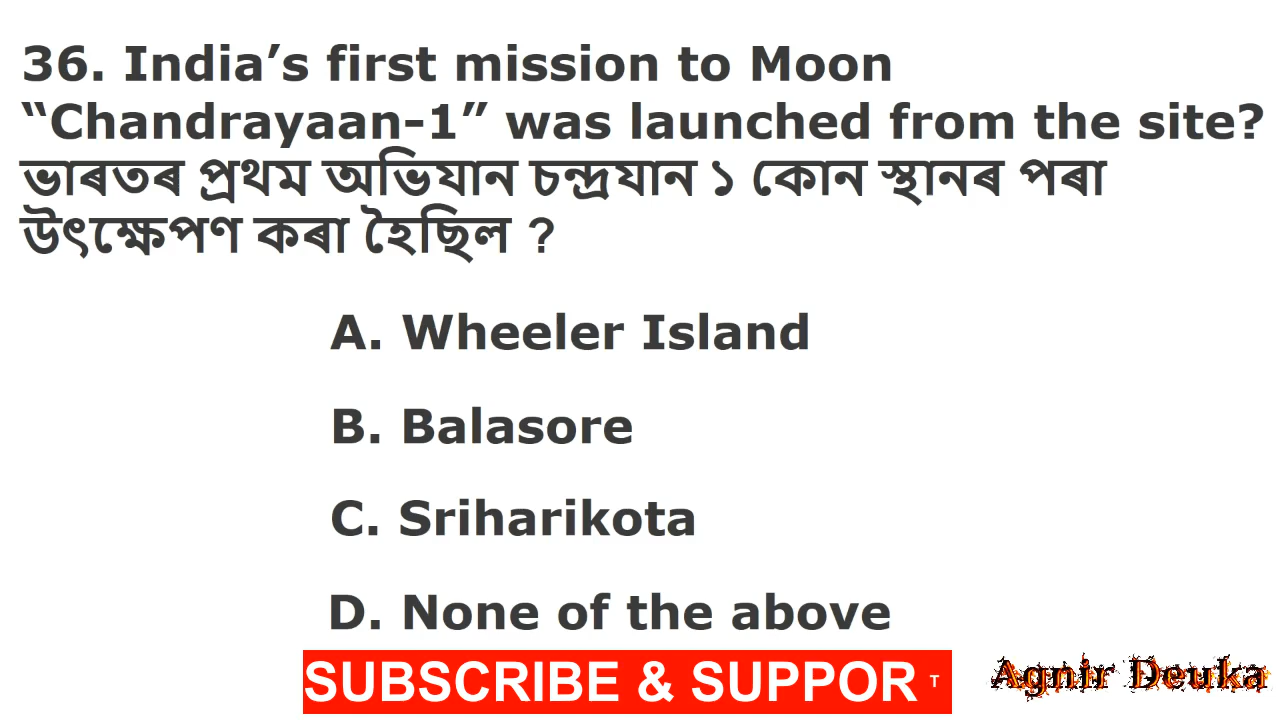 36. India’s first mission to Moon
“Chandrayaan-1” was launched from the site?
ভাৰতৰ প্ৰথম অভিযান চন্দ্ৰযান ১ কোন স্থানৰ পৰা
উৎক্ষেপণ কৰা হৈছিল ?
A. Wheeler Island
B. Balasore
C. Sriharikota
D. None of the above
SUBSCRIBE & SUPPORT
Agnir Deuka